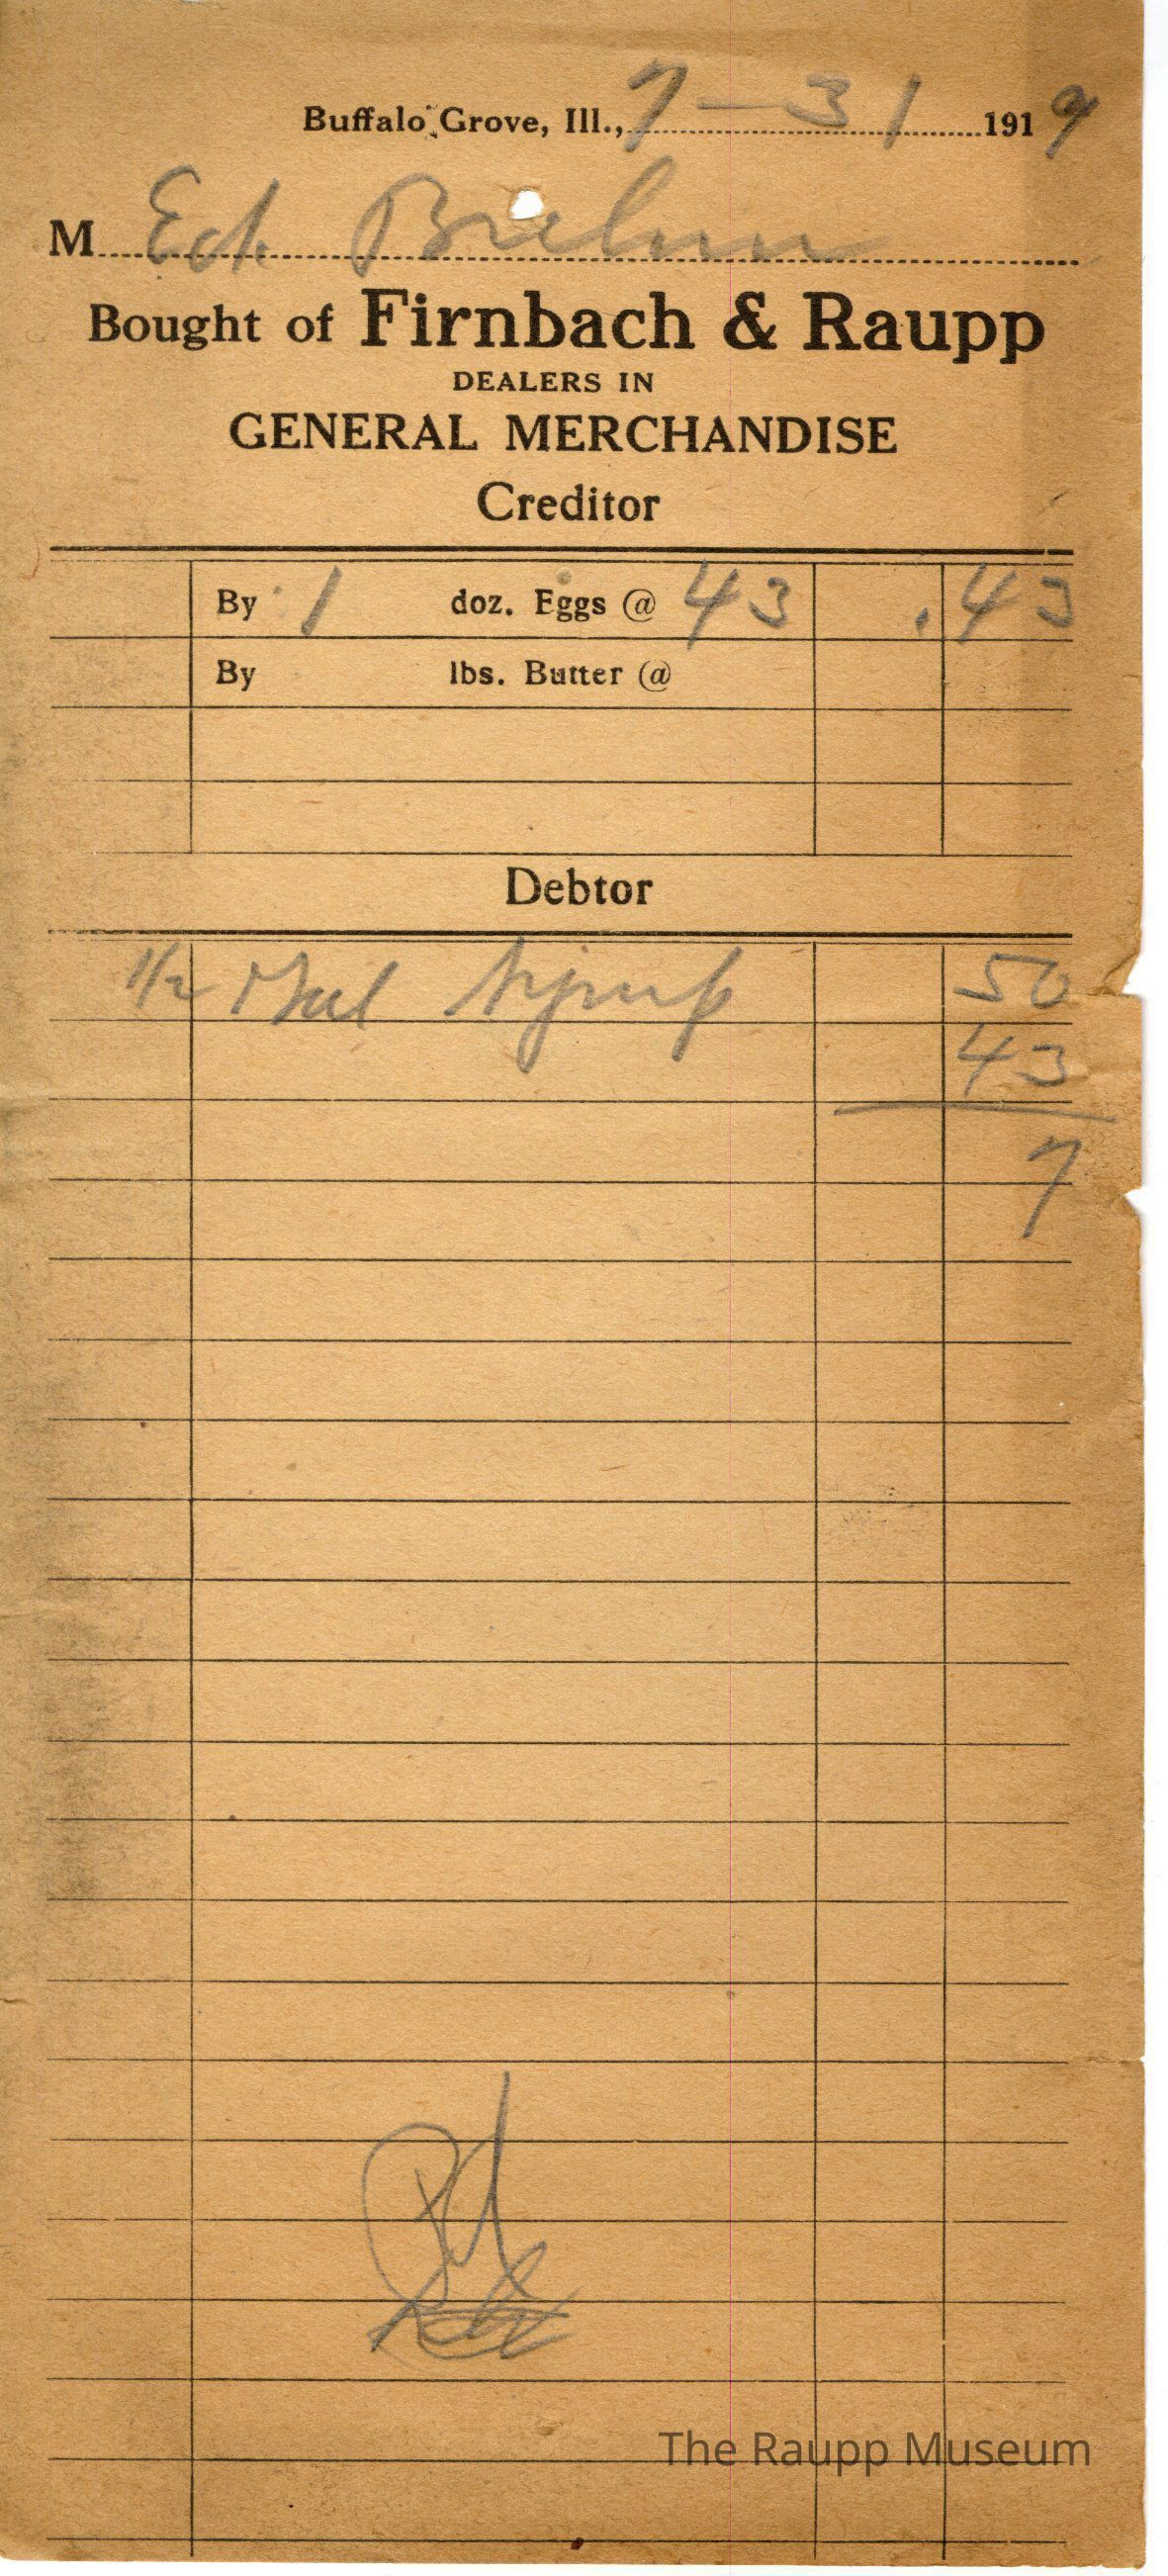 Buffalo Grove, Ill., 7-31 1919
M Ed
Bought of Firnbach & Raupp
DEALERS IN
GENERAL MERCHANDISE
Creditor
By 1 doz. Eggs @ 43 .43
By lbs. Butter @
Debtor
1/2 Gal Syrup 50
43
7
Pd
The Raupp Museum